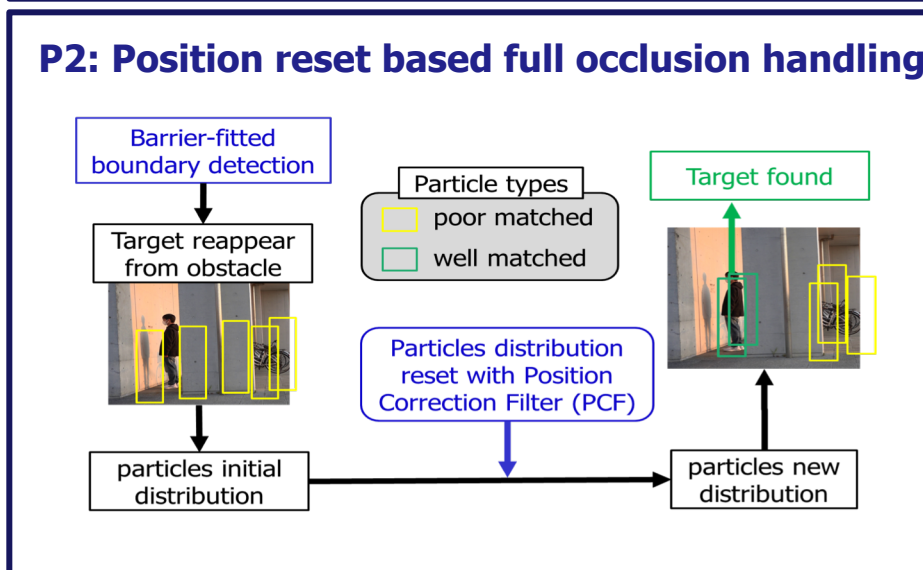 P2: Position reset based full occlusion handling
Barrier-fitted
boundary detection
Particle types
poor matched
well matched
Target found
Target reappear
from obstacle
Particles distribution
reset with Position
Correction Filter (PCF)
particles initial
distribution
particles new
distribution